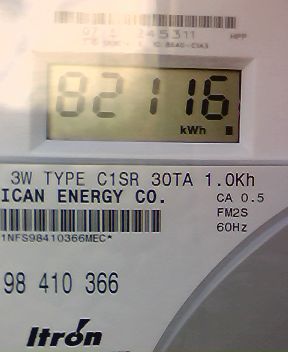 HPP
82116
kWh
3W TYPE C1SR 30TA 1.0Kh
ICAN ENERGY CO.
CA 0.5
FM2S
1NFS98410366MEC*
60Hz
98 410 366
Itron